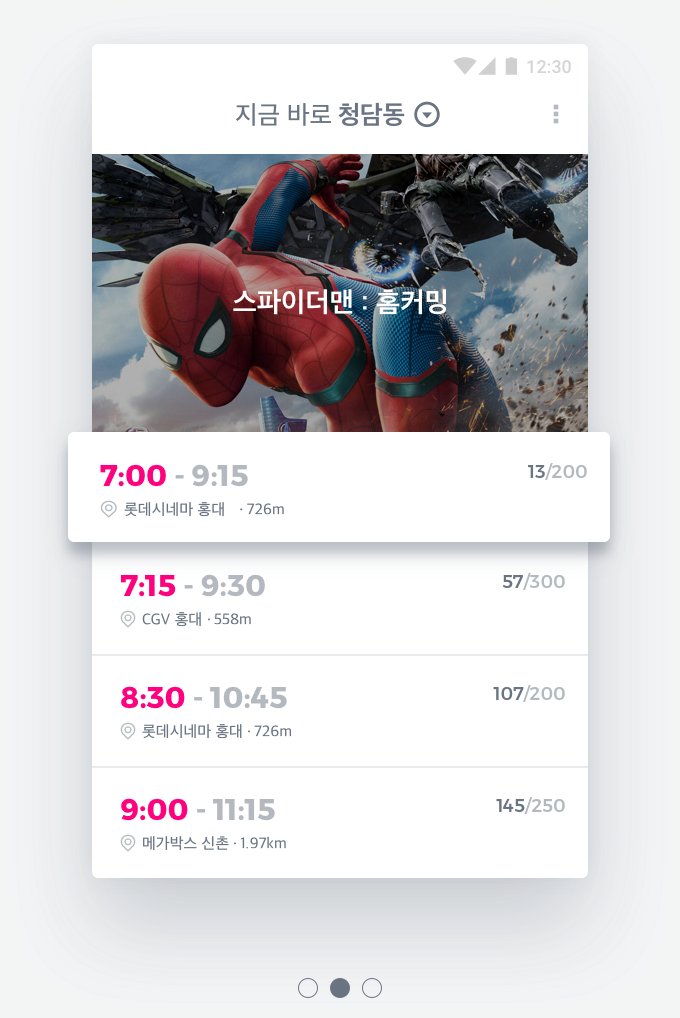 12:30
지금 바로 청담동
스파이더맨 : 홈커밍
7:00 - 9:15
13/200
롯데시네마 홍대 · 726m
7:15 - 9:30
57/300
CGV 홍대 · 558m
8:30 - 10:45
107/200
롯데시네마 홍대 · 726m
9:00 - 11:15
145/250
메가박스 신촌 · 1.97km